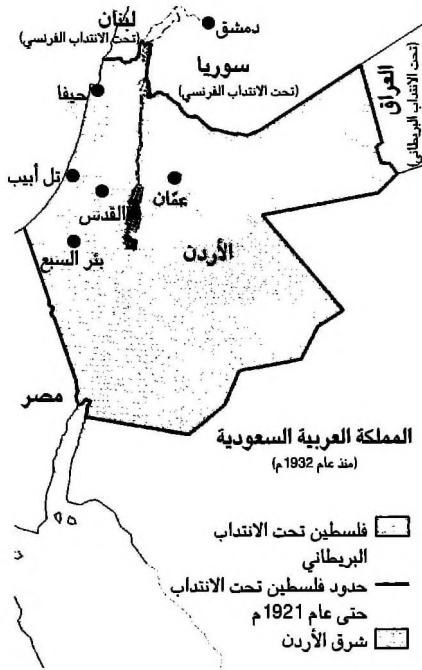 لبنان
(تحت الانتداب الفرنسي)
دمشق
سوريا
(تحت الانتداب الفرنسي)
العراق
(تحت الانتداب البريطاني)
حيفا
تل أبيب
القدس
عمّان
بئر السبع
الأردن
مصر
المملكة العربية السعودية
(منذ عام 1932م)
فلسطين تحت الانتداب
البريطاني
حدود فلسطين تحت الانتداب
حتى عام 1921م
شرق الأردن